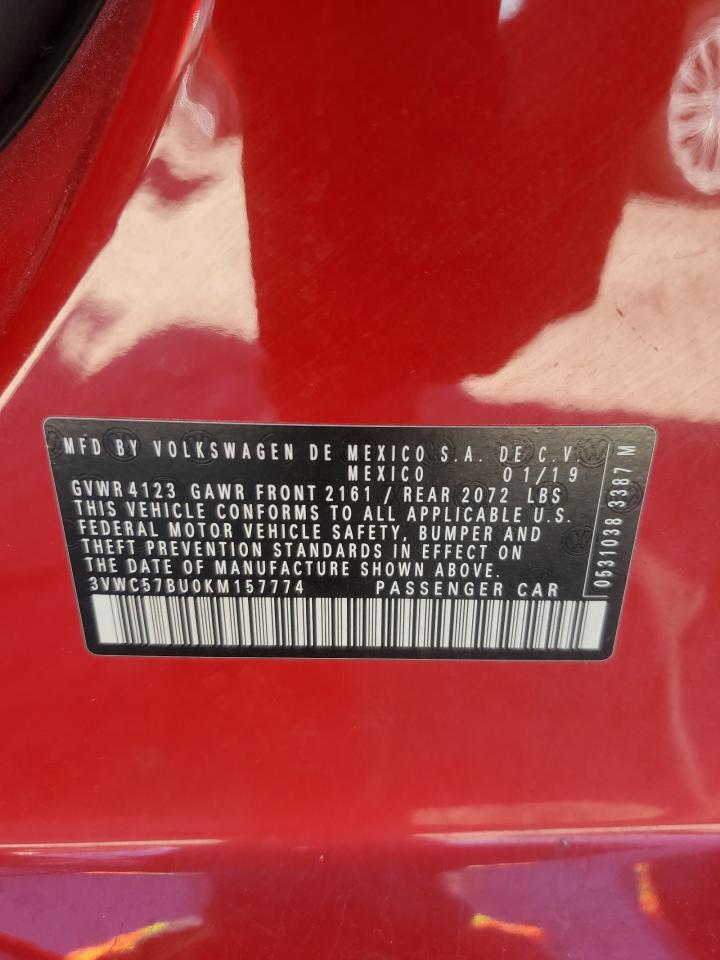 MFD BY VOLKSWAGEN DE MEXICO S.A. DE C.V.
MEXICO 01/19
GVWR 4123 GAWR FRONT 2161 / REAR 2072 LBS
THIS VEHICLE CONFORMS TO ALL APPLICABLE U.S.
FEDERAL MOTOR VEHICLE SAFETY, BUMPER AND
THEFT PREVENTION STANDARDS IN EFFECT ON
THE DATE OF MANUFACTURE SHOWN ABOVE.
3VWC57BU0KM157774 PASSENGER CAR
0531038 3387 M